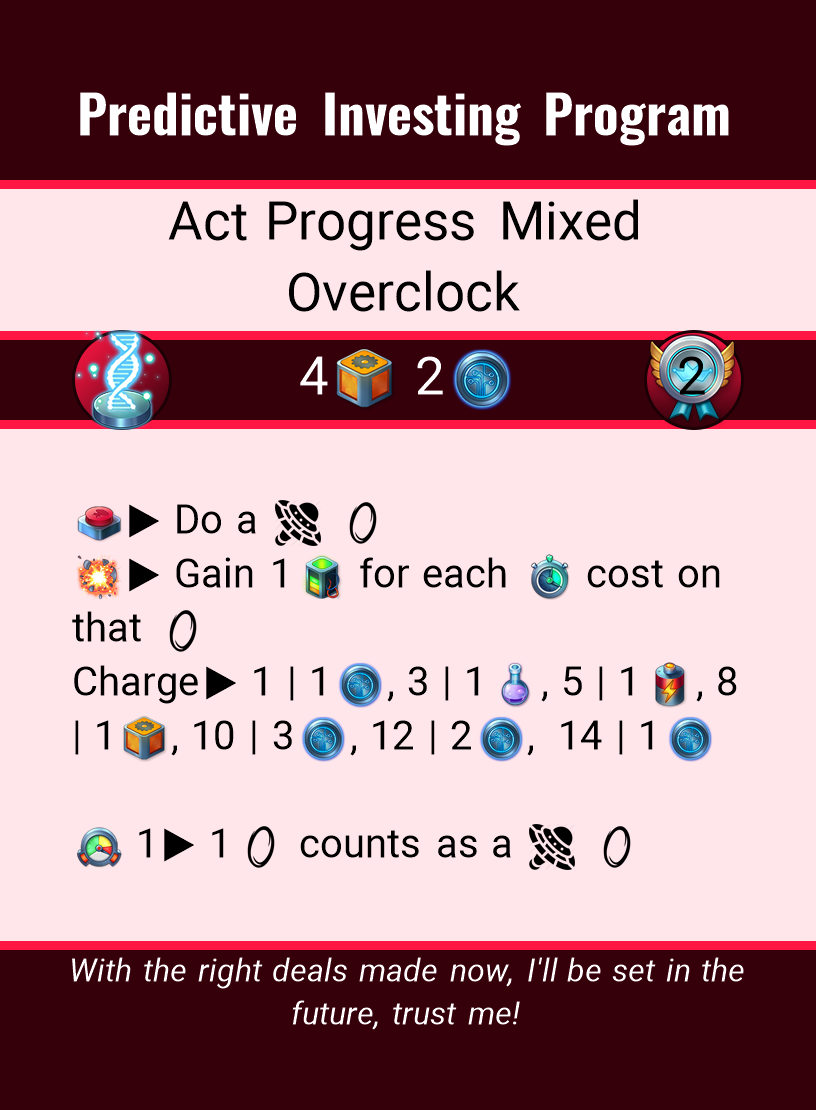 Predictive Investing Program
Act Progress Mixed
Overclock
4 2 2
▶ Do a
▶ Gain 1 for each cost on
that
Charge▶ 1 | 1 , 3 | 1 , 5 | 1 , 8
| 1 , 10 | 3 , 12 | 2 , 14 | 1
1▶ 1 counts as a
With the right deals made now, I'll be set in the
future, trust me!